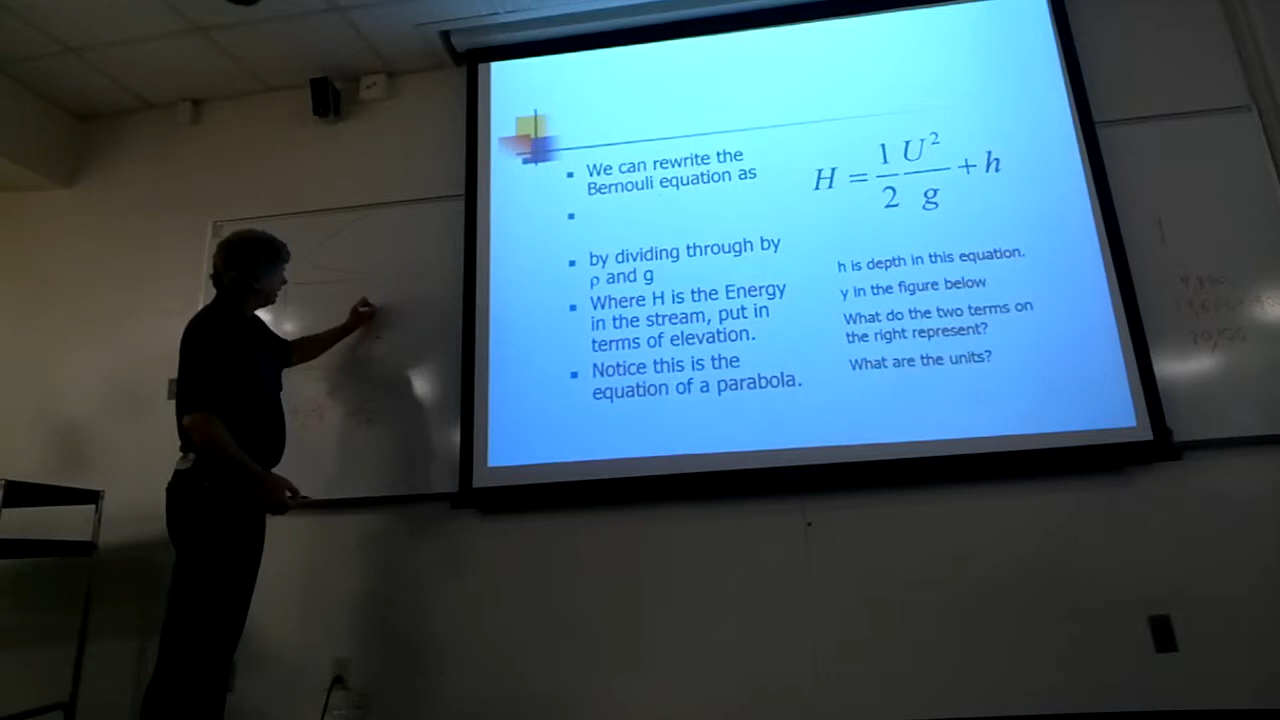 We can rewrite the
Bernouli equation as
H = 1/2 U²/g + h
by dividing through by
ρ and g
Where H is the Energy
in the stream, put in
terms of elevation.
Notice this is the
equation of a parabola.
h is depth in this equation.
y in the figure below
What do the two terms on
the right represent?
What are the units?